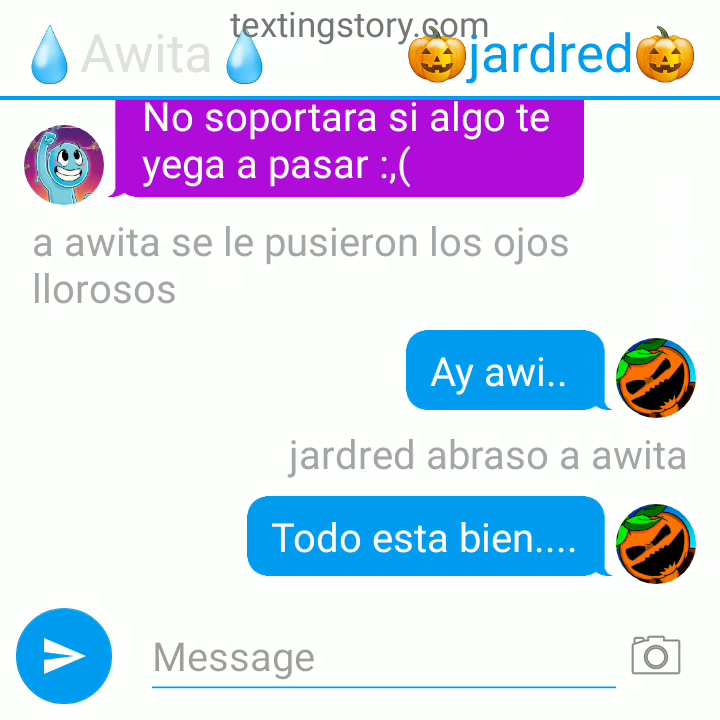 textingstory.com
💧 Awita 💧 🎃jardred🎃
No soportara si algo te
yega a pasar :,(
a awita se le pusieron los ojos
llorosos
Ay awi..
jardred abraso a awita
Todo esta bien....
Message